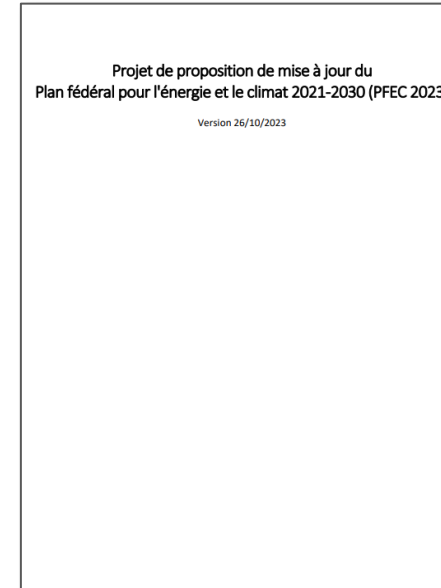 Projet de proposition de mise à jour du
Plan fédéral pour l'énergie et le climat 2021-2030 (PFEC 2023
Version 26/10/2023